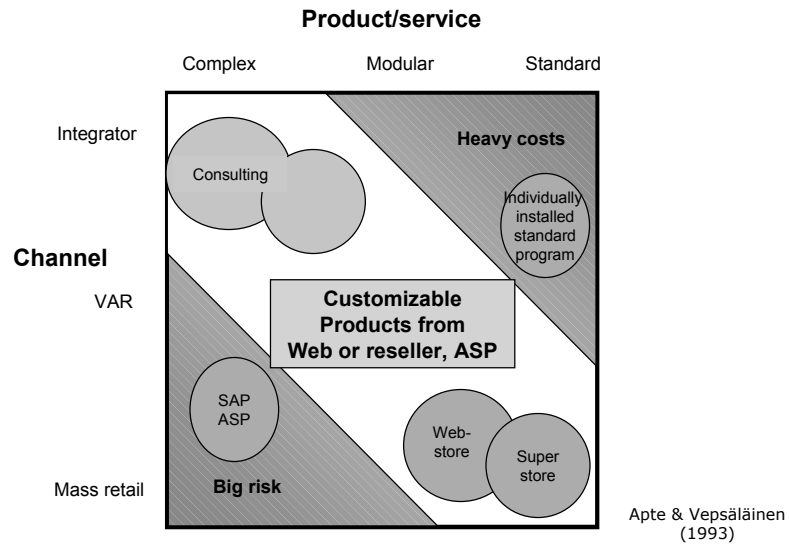 Product/service
Complex Modular Standard
Integrator
Heavy costs
Consulting
Individually
installed
standard
program
Channel
VAR
Customizable
Products from
Web or reseller, ASP
SAP
ASP
Web-
store
Super
store
Mass retail
Big risk
Apte & Vepsäläinen
(1993)